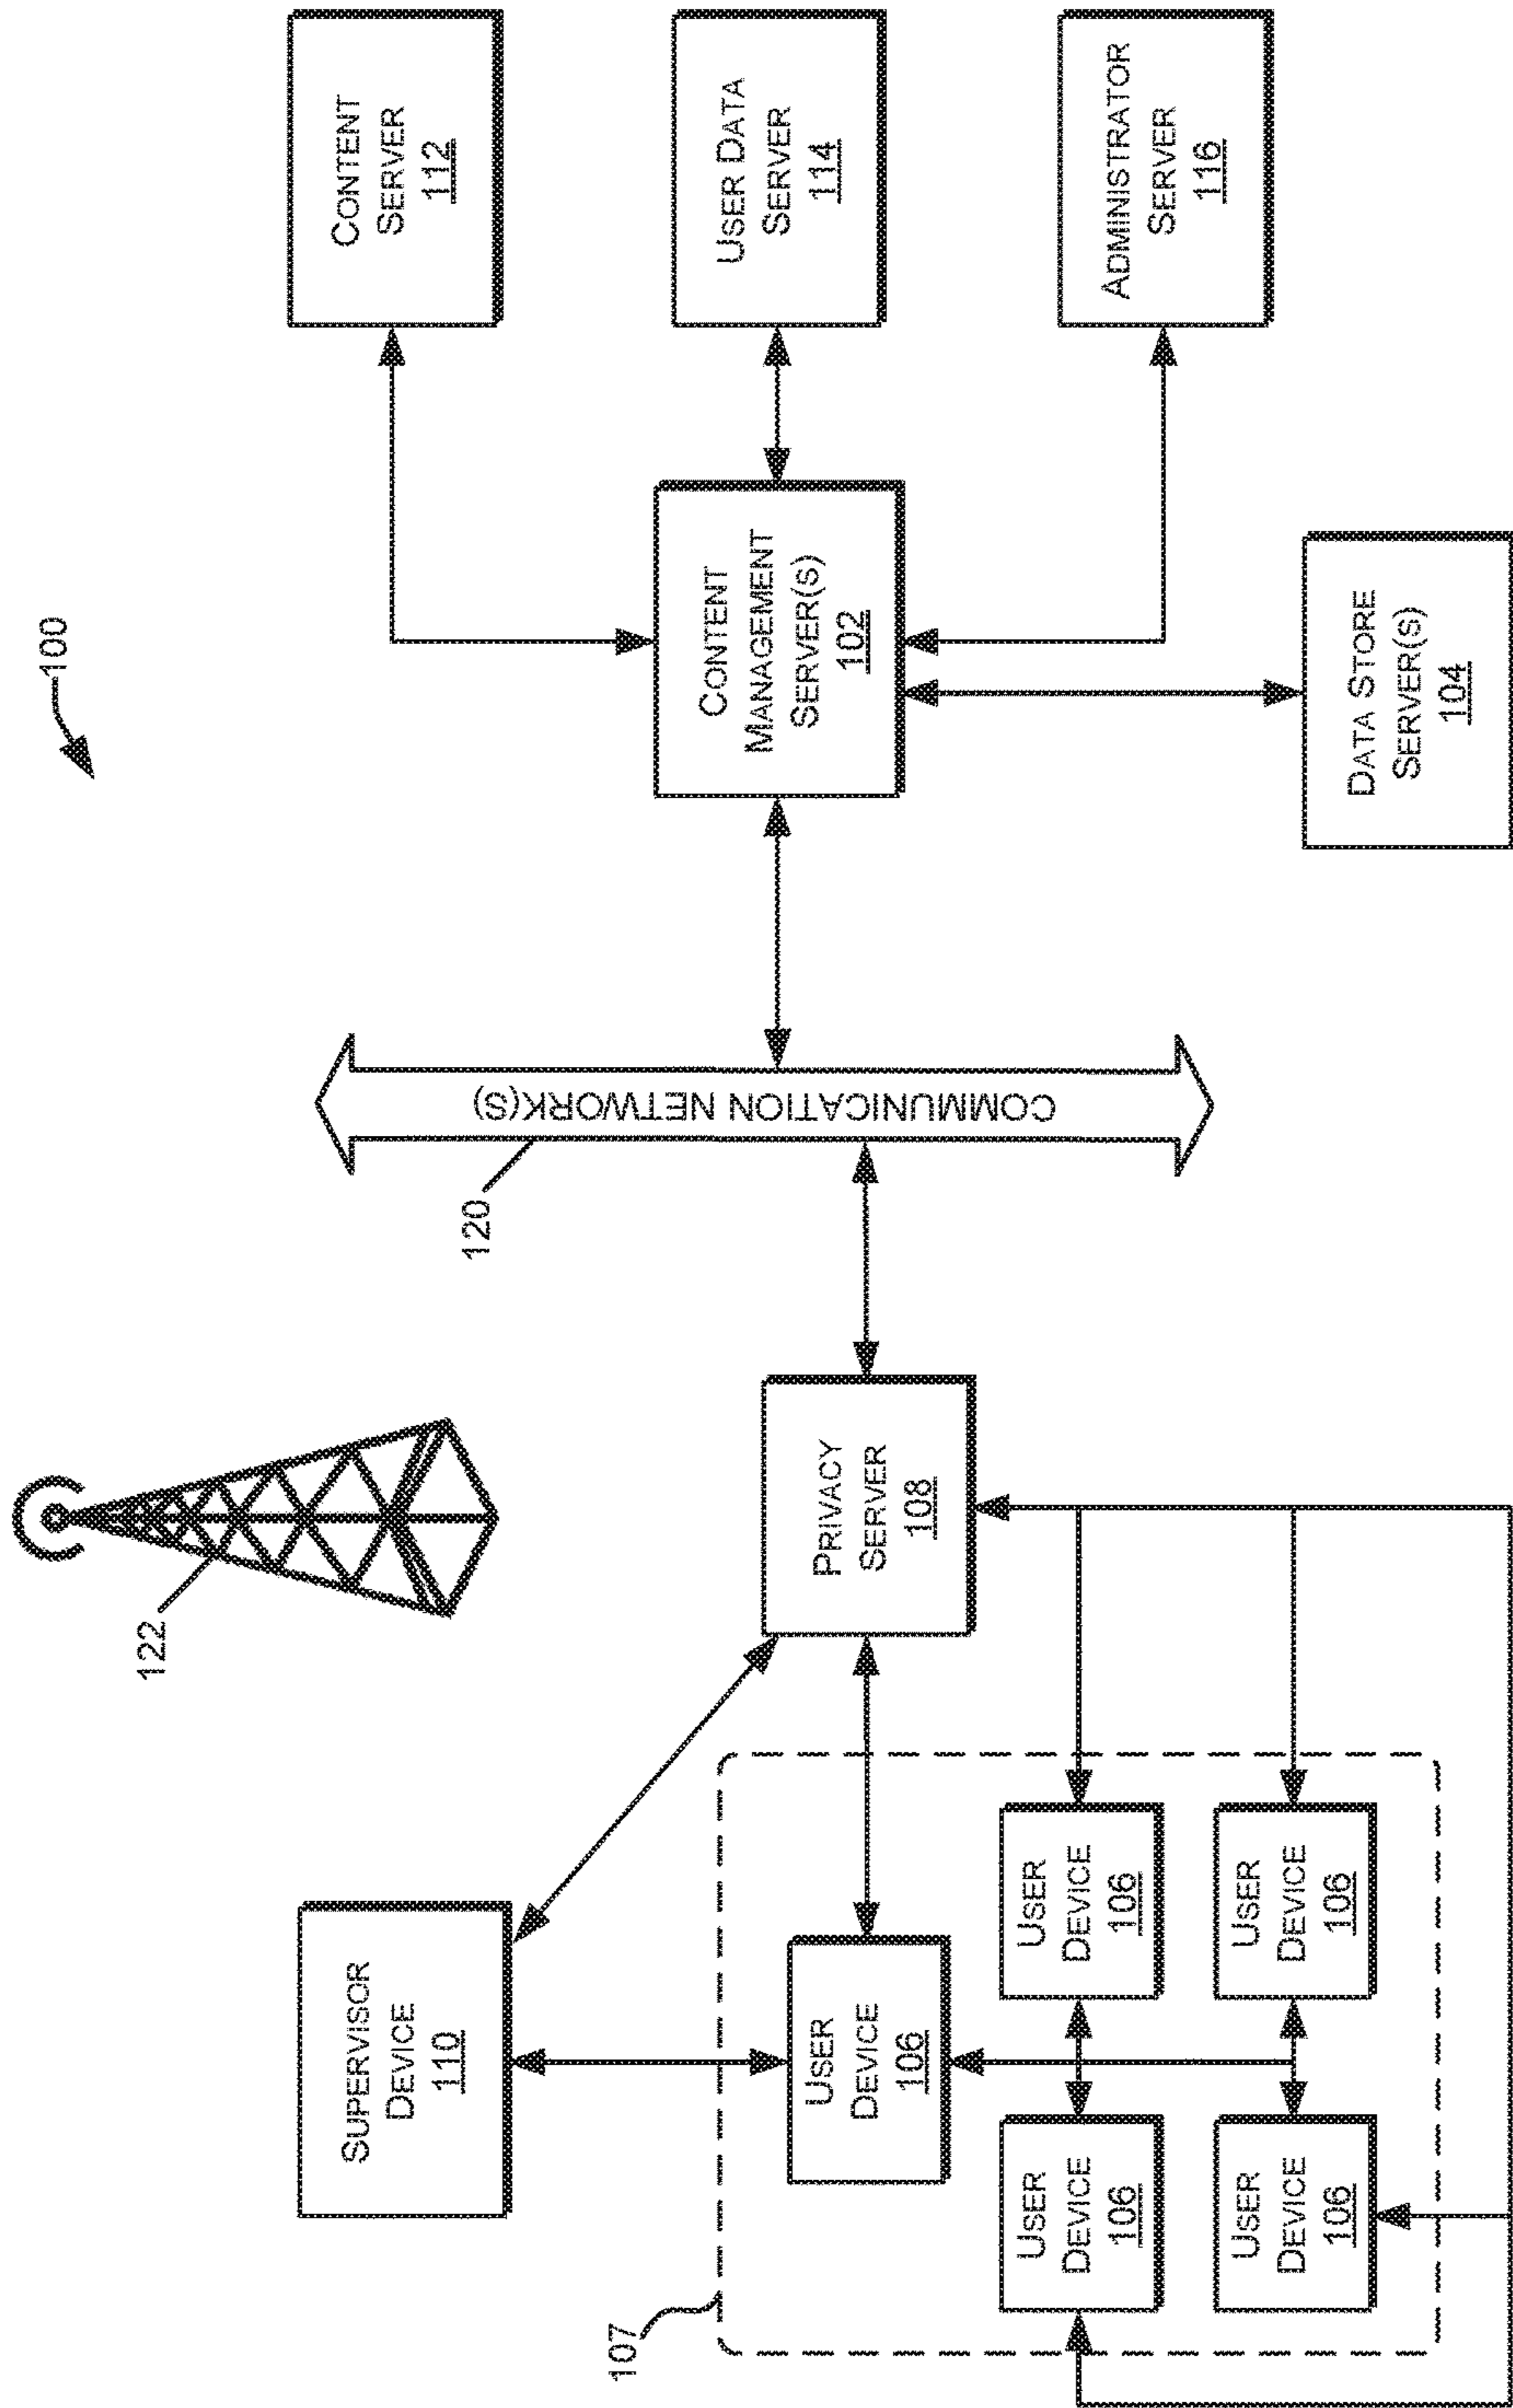 100
122
SUPERVISOR
DEVICE
110
107
USER
DEVICE
106
USER
DEVICE
106
USER
DEVICE
106
USER
DEVICE
106
USER
DEVICE
106
PRIVACY
SERVER
108
120
COMMUNICATION NETWORK(S)
CONTENT
MANAGEMENT
SERVER(S)
102
DATA STORE
SERVER(S)
104
CONTENT
SERVER
112
USER DATA
SERVER
114
ADMINISTRATOR
SERVER
116